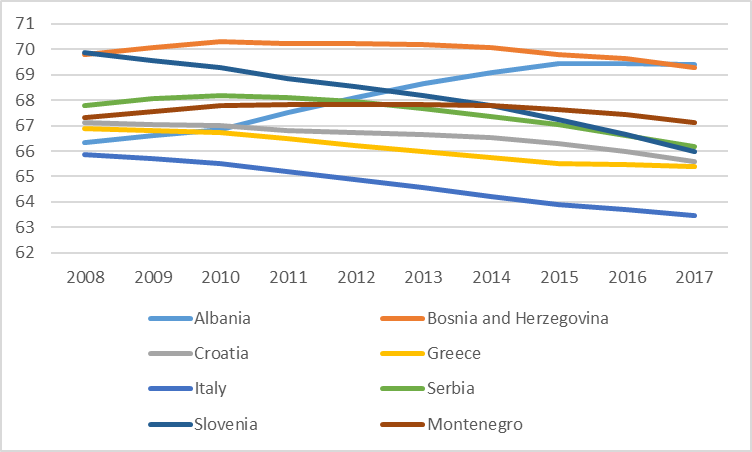 71
70
69
68
67
66
65
64
63
62
2008 2009 2010 2011 2012 2013 2014 2015 2016 2017
Albania Bosnia and Herzegovina
Croatia Greece
Italy Serbia
Slovenia Montenegro